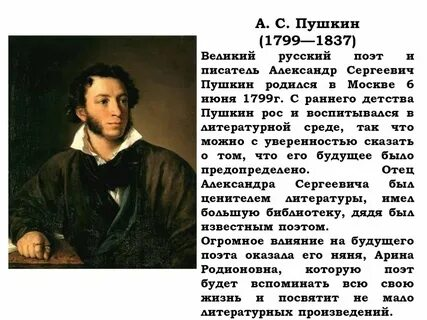 А. С. Пушкин
(1799—1837)
Великий русский поэт и
писатель Александр Сергеевич
Пушкин родился в Москве 6
июня 1799г. С раннего детства
Пушкин рос и воспитывался в
литературной среде, так что
можно с уверенностью сказать
о том, что его будущее было
предопределено. Отец
Александра Сергеевича был
ценителем литературы, имел
большую библиотеку, дядя был
известным поэтом.
Огромное влияние на будущего
поэта оказала его няня, Арина
Родионовна, которую поэт
будет вспоминать всю свою
жизнь и посвятит не мало
литературных произведений.